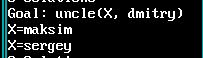 Goal: uncle(X, dmitry)
X=maksim
X=sergey